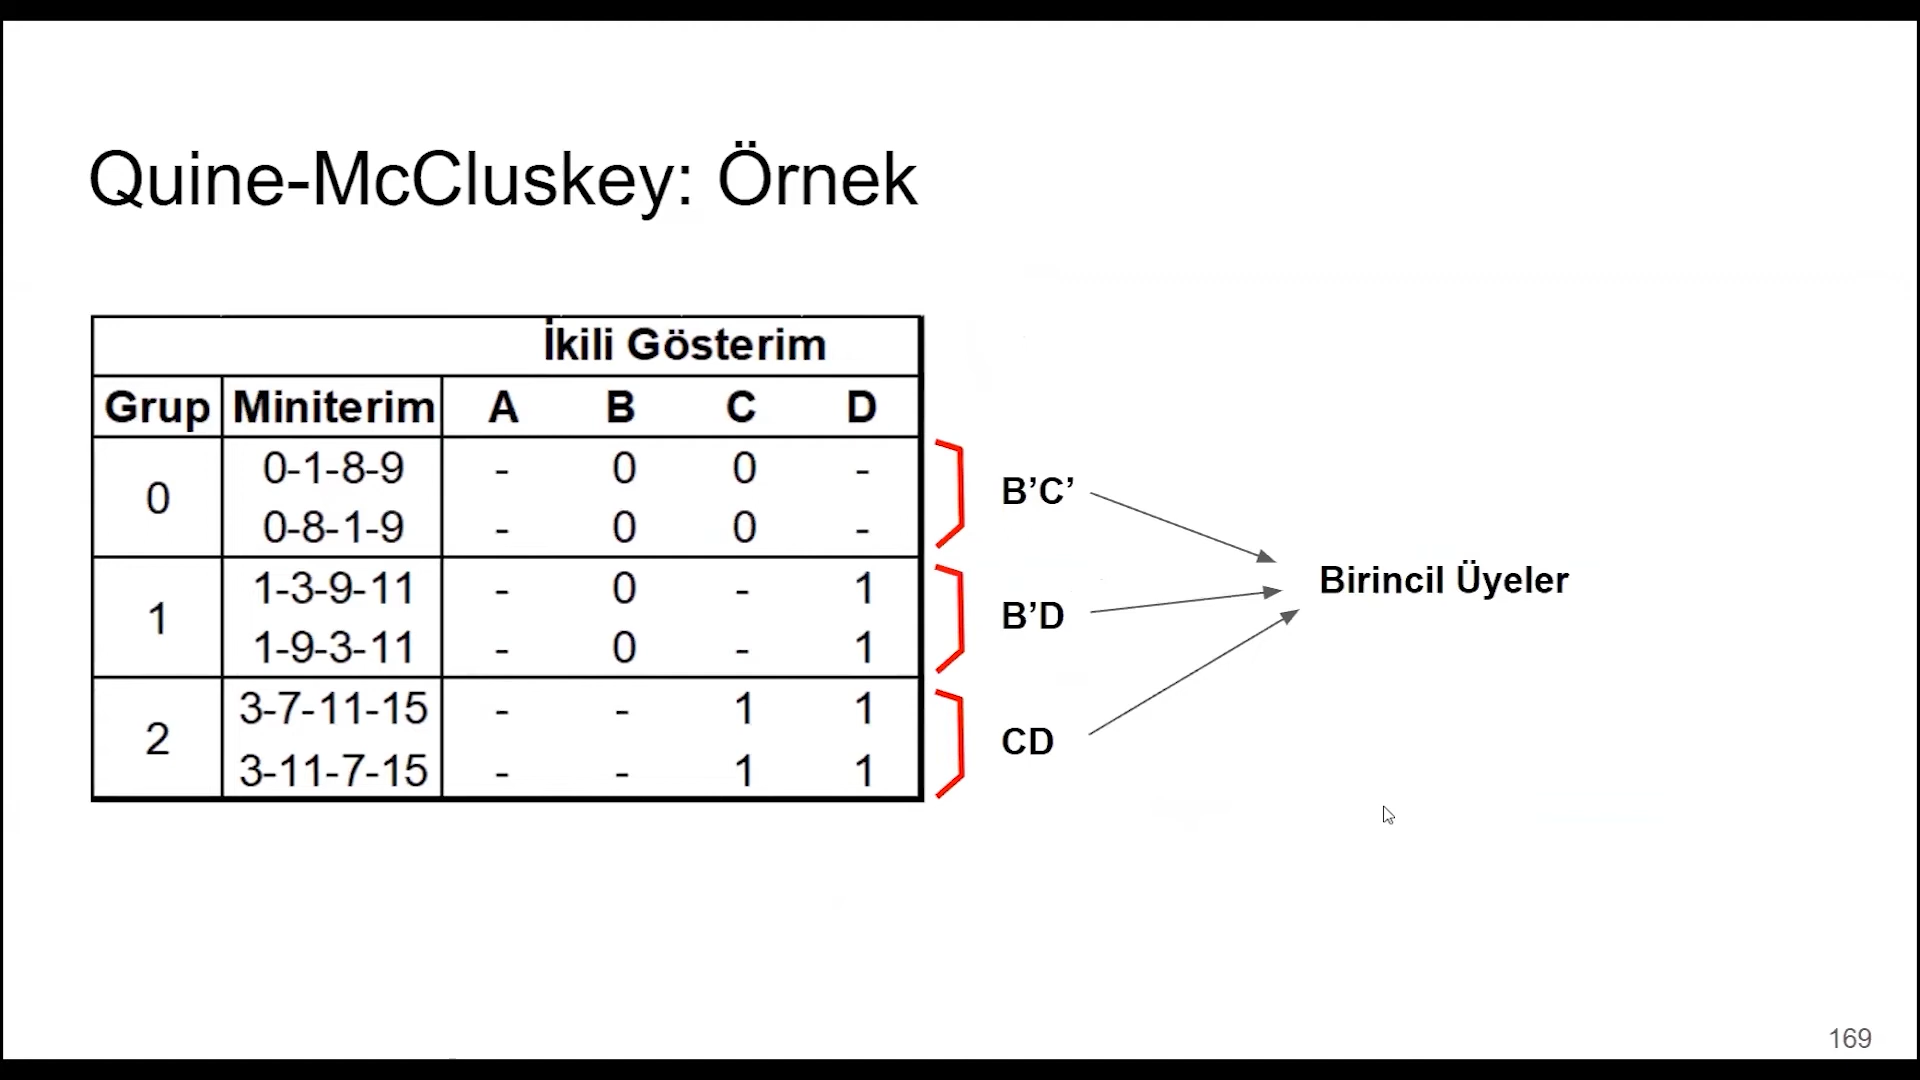 Quine-McCluskey: Örnek
İkili Gösterim
Grup Miniterim A B C D
0
0-1-8-9 - 0 0 -
0-8-1-9 - 0 0 -
B’C’
1
1-3-9-11 - 0 - 1
1-9-3-11 - 0 - 1
B’D
2
3-7-11-15 - - 1 1
3-11-7-15 - - 1 1
CD
Birincil Üyeler
169